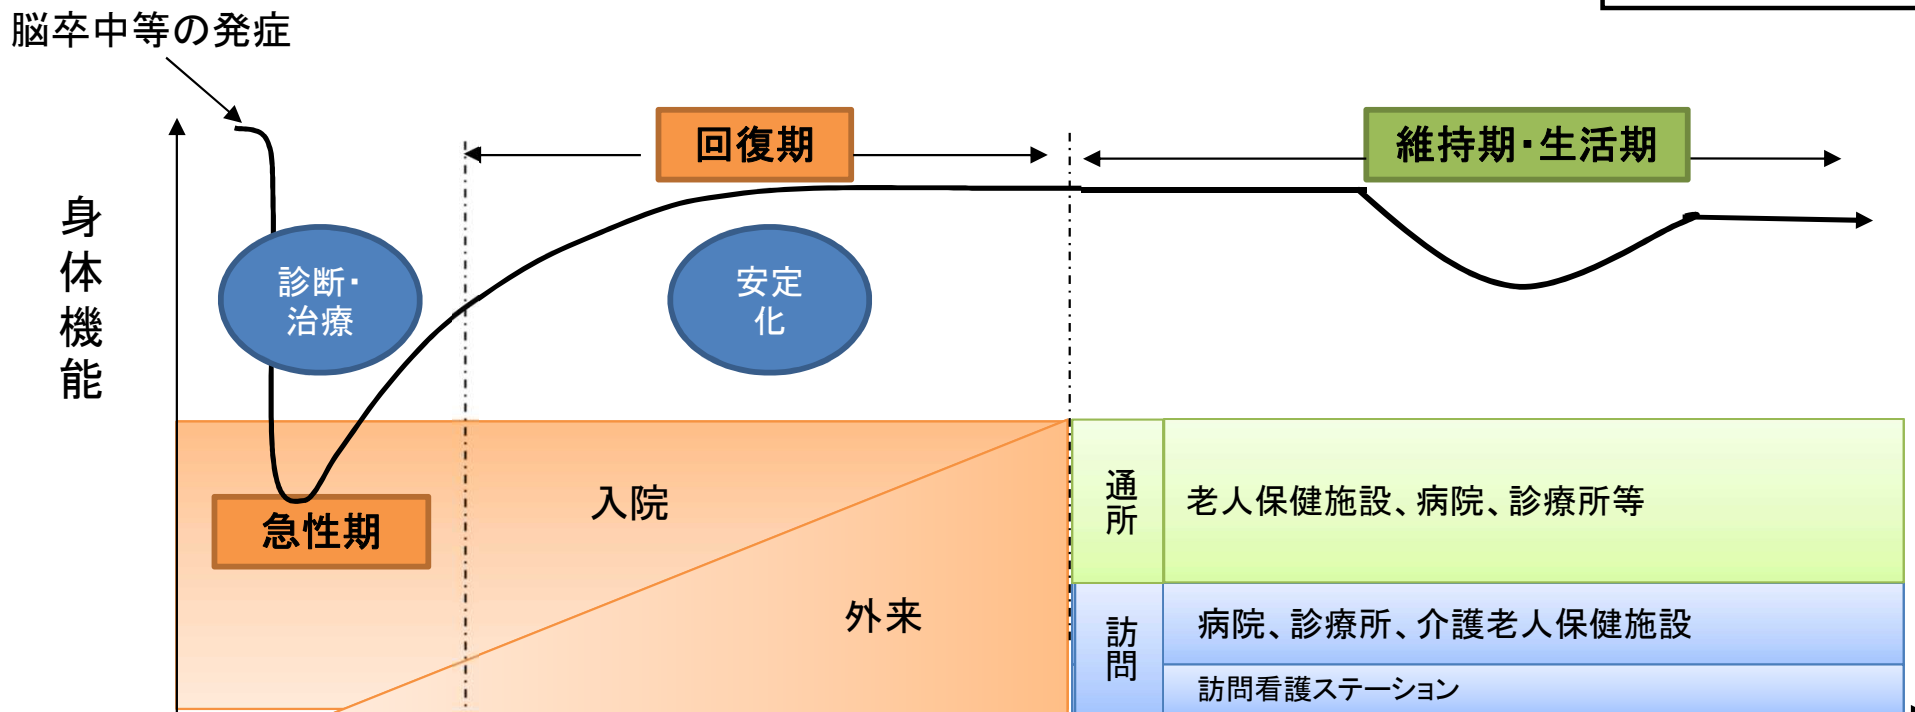 脳卒中等の発症
回復期
維持期・生活期
身体機能
診断・
治療
安定
化
急性期
入院
外来
通所
老人保健施設、病院、診療所等
訪問
病院、診療所、介護老人保健施設
訪問看護ステーション